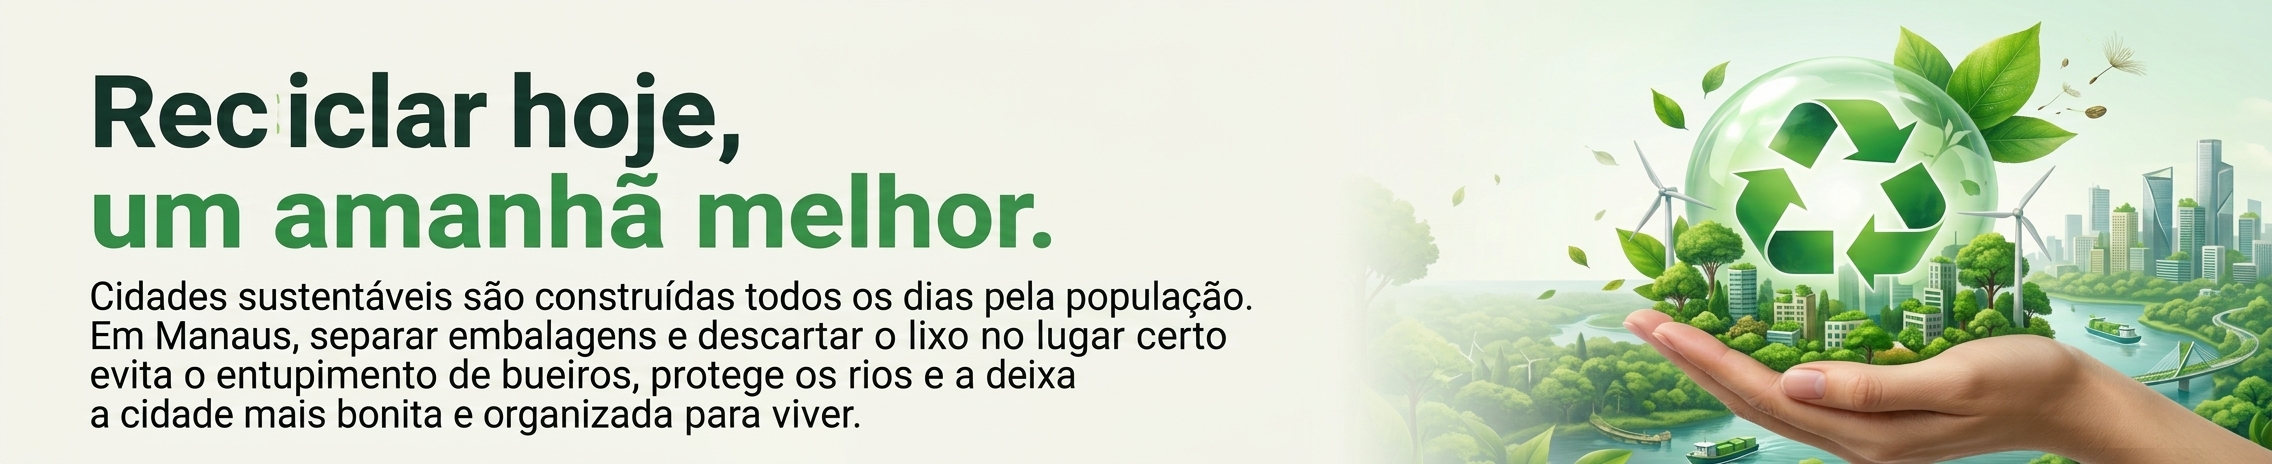 Reciclar hoje,
um amanhã melhor.
Cidades sustentáveis são construídas todos os dias pela população.
Em Manaus, separar embalagens e descartar o lixo no lugar certo
evita o entupimento de bueiros, protege os rios e a deixa
a cidade mais bonita e organizada para viver.